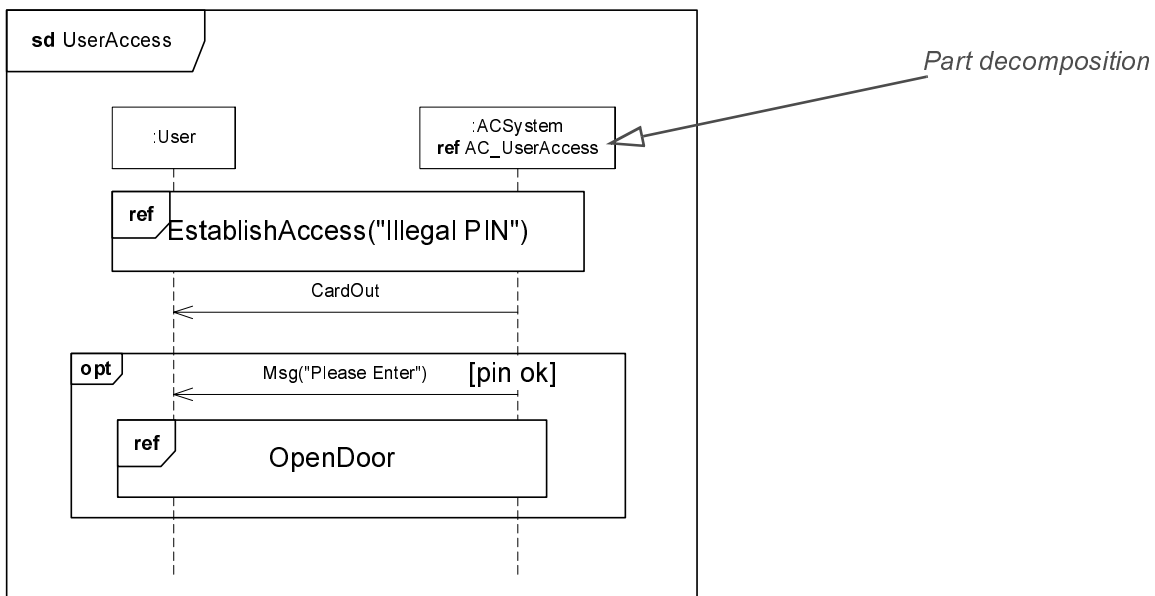 sd UserAccess
Part decomposition
:User
:ACSystem
ref AC_UserAccess
ref
EstablishAccess("Illegal PIN")
CardOut
opt
Msg("Please Enter")
[pin ok]
ref
OpenDoor